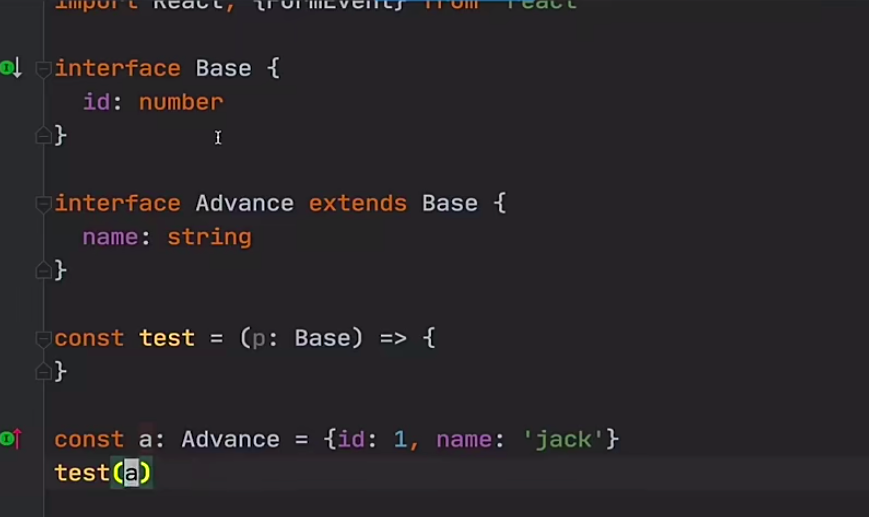 import React, {FormEvent} from 'react'
interface Base {
id: number
}
interface Advance extends Base {
name: string
}
const test = (p: Base) => {
}
const a: Advance = {id: 1, name: 'jack'}
test(a)